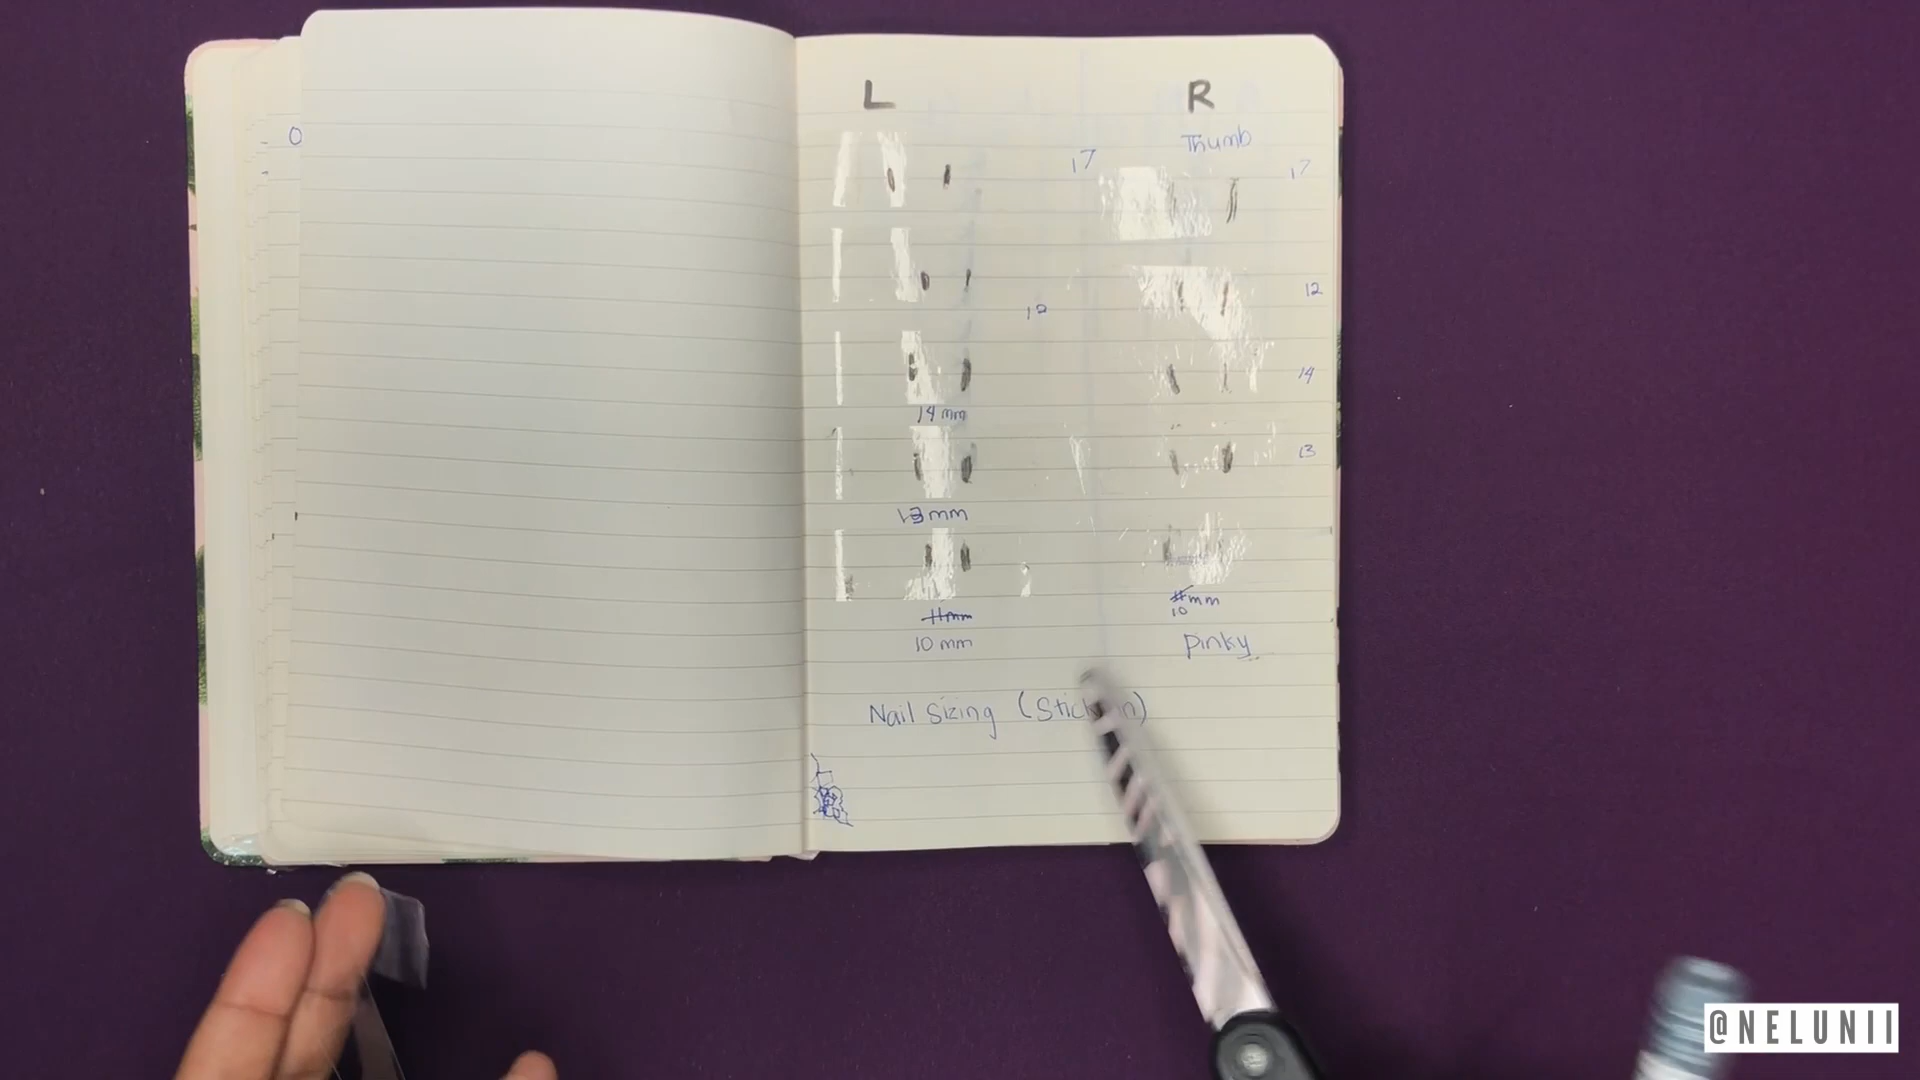 L R
Thumb
17 17
12 12
14
14 mm
13
13 mm
mm
10
10 mm
Pinky
Nail Sizing (Stick
@NELUNII